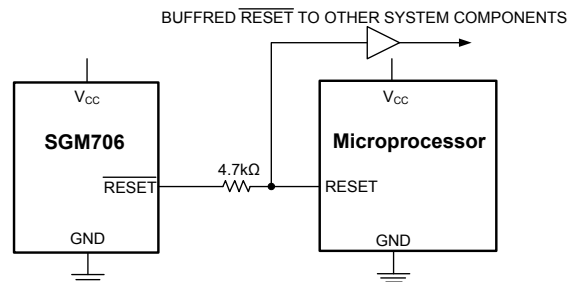 BUFFRED RESET TO OTHER SYSTEM COMPONENTS
VCC
SGM706
RESET
GND
4.7kΩ
VCC
Microprocessor
RESET
GND